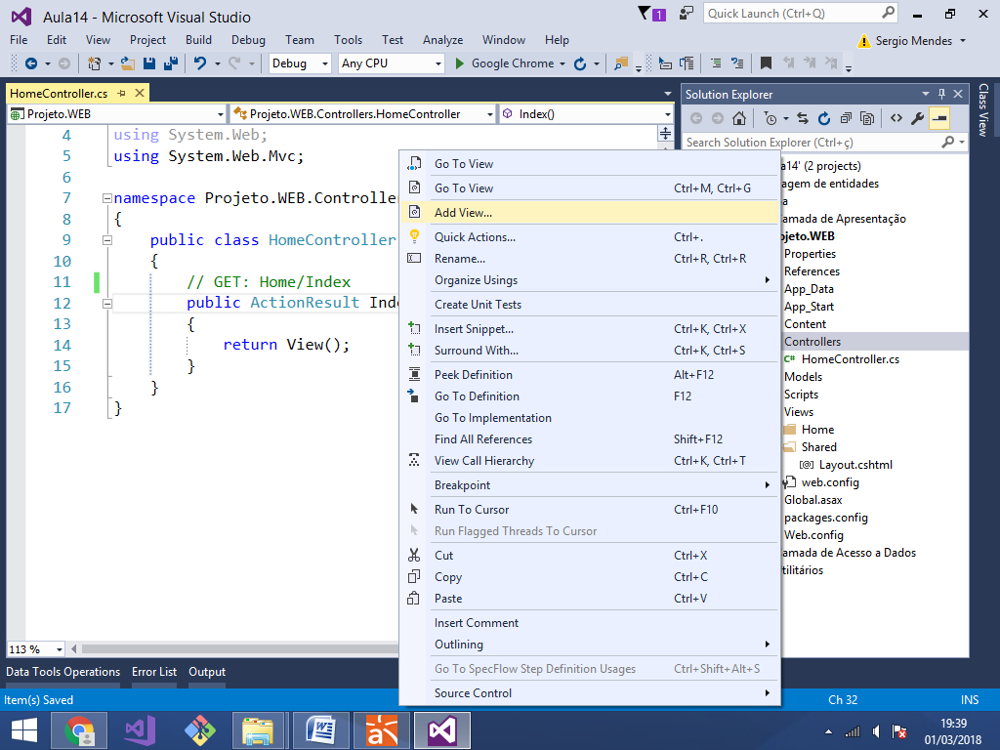 Aula14 - Microsoft Visual Studio
1
Quick Launch (Ctrl+Q)
File Edit View Project Build Debug Team Tools Test Analyze Window Help
Sergio Mendes
Debug Any CPU Google Chrome
HomeController.cs
Projeto.WEB Projeto.WEB.Controllers.HomeController Index()
4 using System.Web;
5 using System.Web.Mvc;
6
7 namespace Projeto.WEB.Controller
8 {
9 public class HomeController
10 {
11 // GET: Home/Index
12 public ActionResult Inde
13 {
14 return View();
15 }
16 }
17 }
113 %
Go To View
Go To View Ctrl+M, Ctrl+G
Add View...
Quick Actions... Ctrl+.
Rename... Ctrl+R, Ctrl+R
Organize Usings
Create Unit Tests
Insert Snippet... Ctrl+K, Ctrl+X
Surround With... Ctrl+K, Ctrl+S
Peek Definition Alt+F12
Go To Definition F12
Go To Implementation
Find All References Shift+F12
View Call Hierarchy Ctrl+K, Ctrl+T
Breakpoint
Run To Cursor Ctrl+F10
Run Flagged Threads To Cursor
Cut Ctrl+X
Copy Ctrl+C
Paste Ctrl+V
Insert Comment
Outlining
Go To SpecFlow Step Definition Usages Ctrl+Shift+Alt+S
Source Control
Solution Explorer
Search Solution Explorer (Ctrl+ç)
a14' (2 projects)
agem de entidades
a
amada de Apresentação
ojeto.WEB
Properties
References
App_Data
App_Start
Content
Controllers
C# HomeController.cs
Models
Scripts
Views
Home
Shared
Layout.cshtml
web.config
Global.asax
packages.config
Web.config
amada de Acesso a Dados
tilitários
Class View
Data Tools Operations Error List Output
Item(s) Saved Ch 32 INS
19:39
01/03/2018